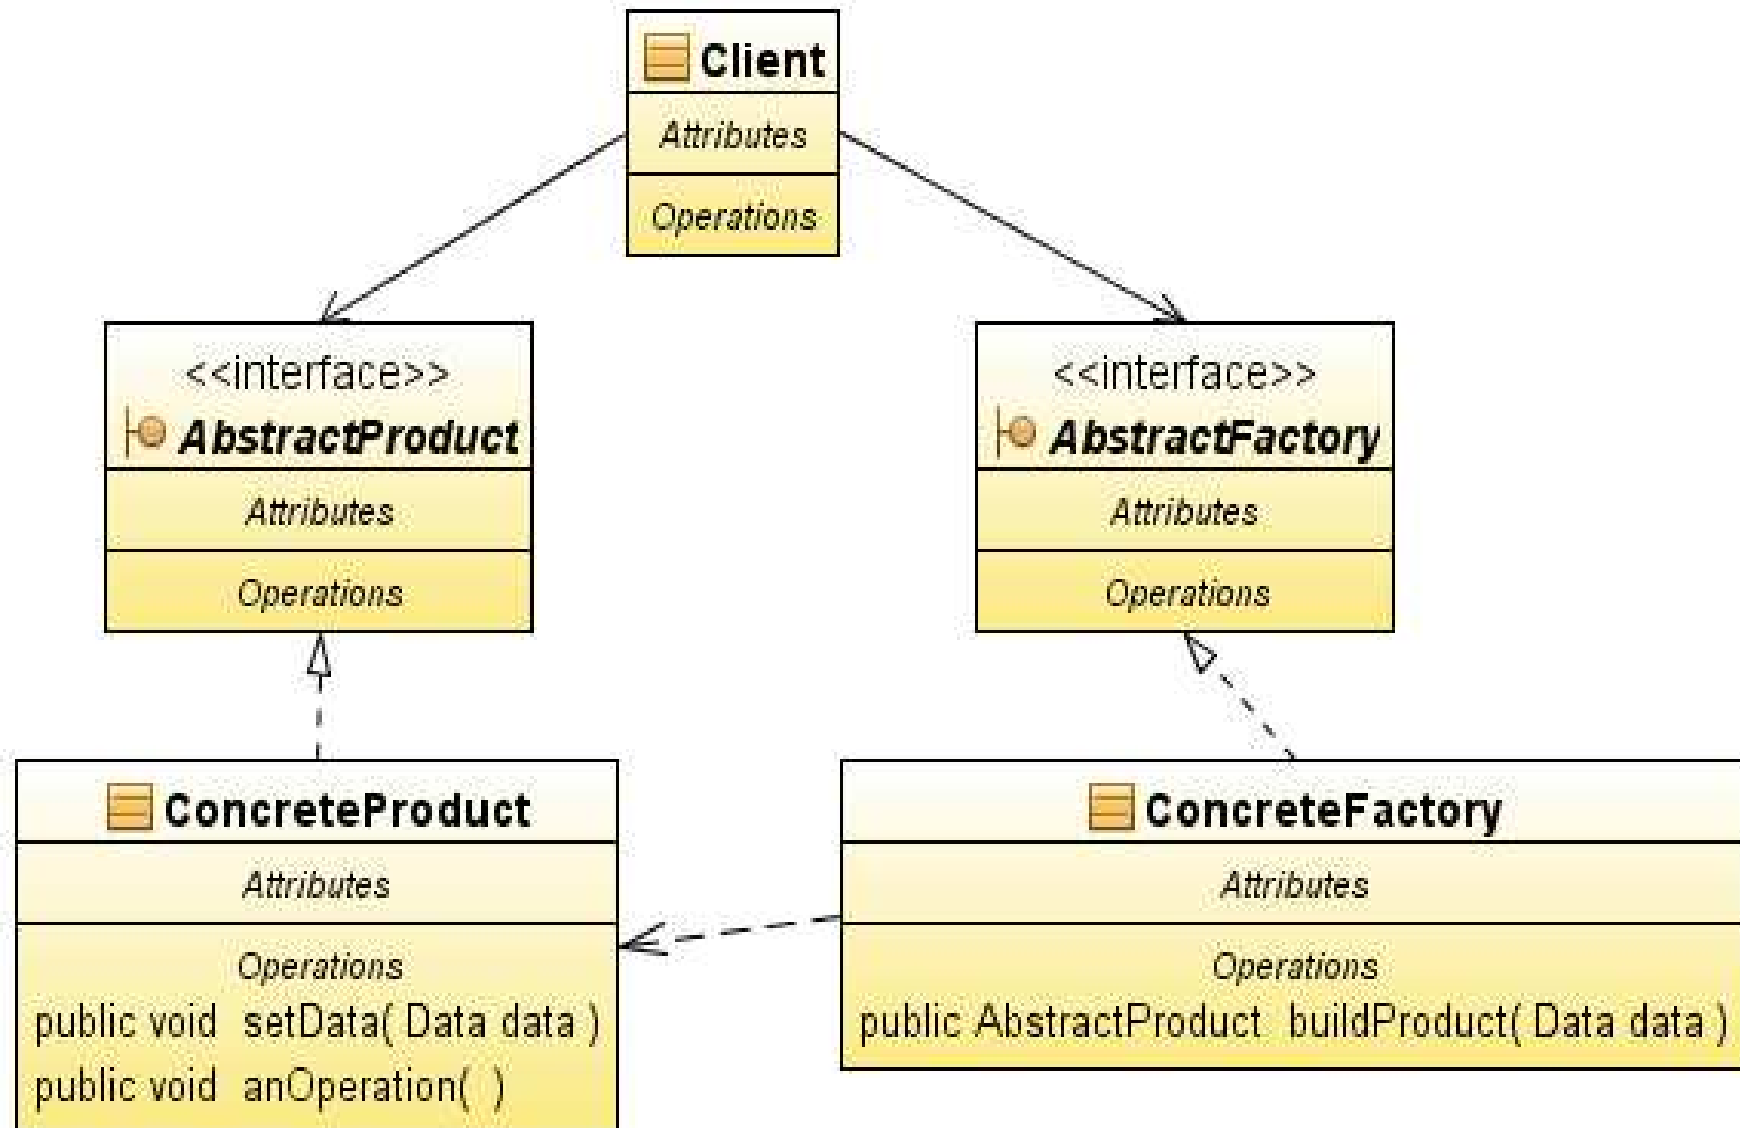 Client
Attributes
Operations
<<interface>>
AbstractProduct
Attributes
Operations
<<interface>>
AbstractFactory
Attributes
Operations
ConcreteProduct
Attributes
Operations
public void setData( Data data )
public void anOperation( )
ConcreteFactory
Attributes
Operations
public AbstractProduct buildProduct( Data data )